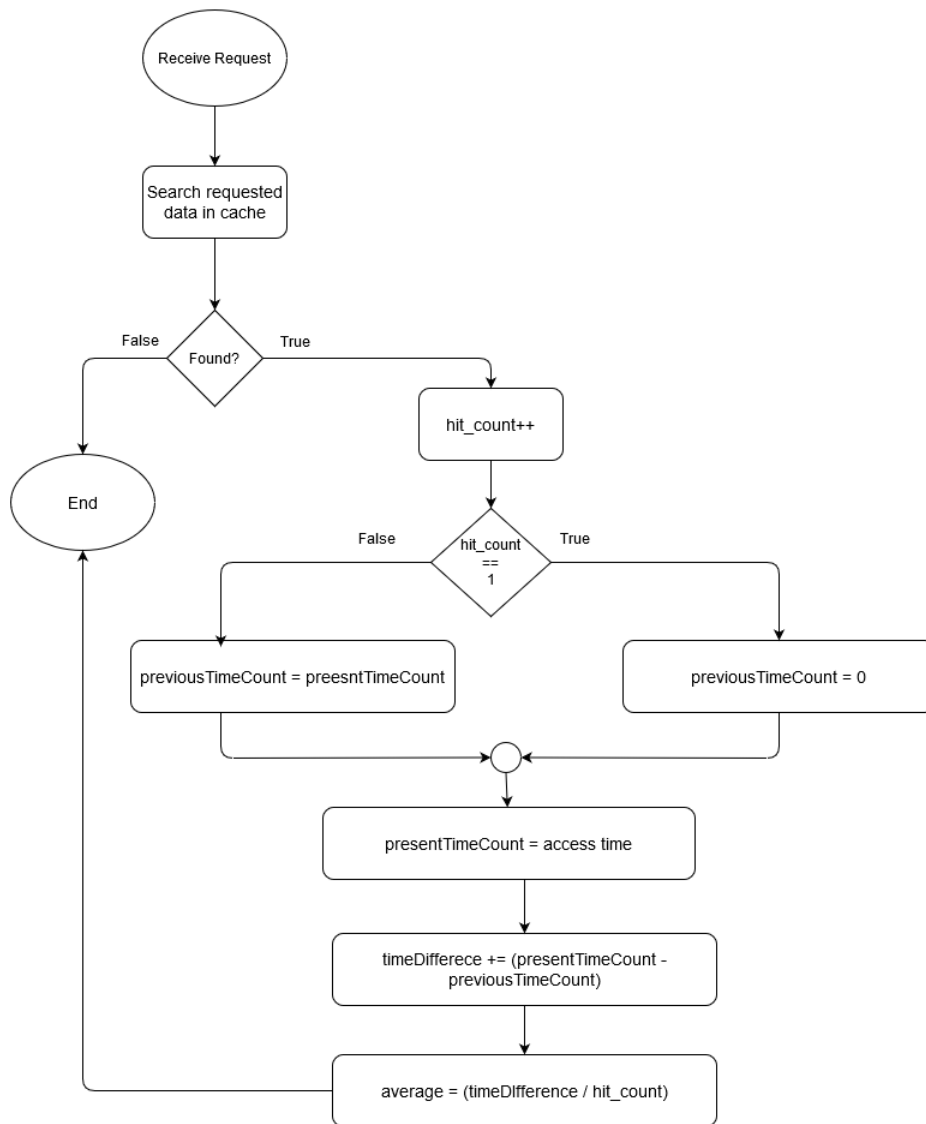 Receive Request
Search requested
data in cache
False
True
Found?
hit_count++
End
False
True
hit_count
==
1
previousTimeCount = preesntTimeCount
previousTimeCount = 0
presentTimeCount = access time
timeDifferece += (presentTimeCount -
previousTimeCount)
average = (timeDIfference / hit_count)